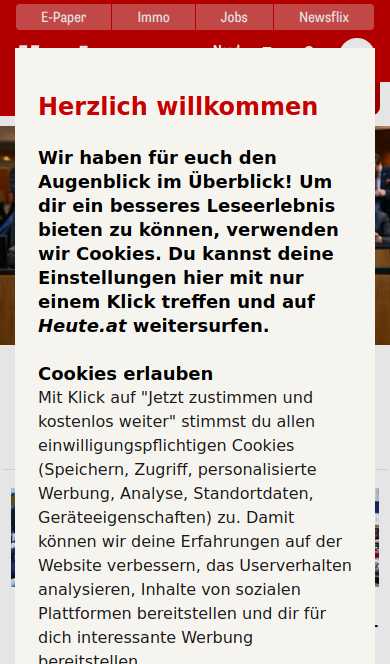 E-Paper
Immo
Jobs
Newsflix
Herzlich willkommen
Wir haben für euch den
Augenblick im Überblick! Um
dir ein besseres Leseerlebnis
bieten zu können, verwenden
wir Cookies. Du kannst deine
Einstellungen hier mit nur
einem Klick treffen und auf
Heute.at weitersurfen.
Cookies erlauben
Mit Klick auf "Jetzt zustimmen und
kostenlos weiter" stimmst du allen
einwilligungspflichtigen Cookies
(Speichern, Zugriff, personalisierte
Werbung, Analyse, Standortdaten,
Geräteeigenschaften) zu. Damit
können wir deine Erfahrungen auf der
Website verbessern, das Userverhalten
analysieren, Inhalte von sozialen
Plattformen bereitstellen und dir für
dich interessante Werbung
bereitstellen